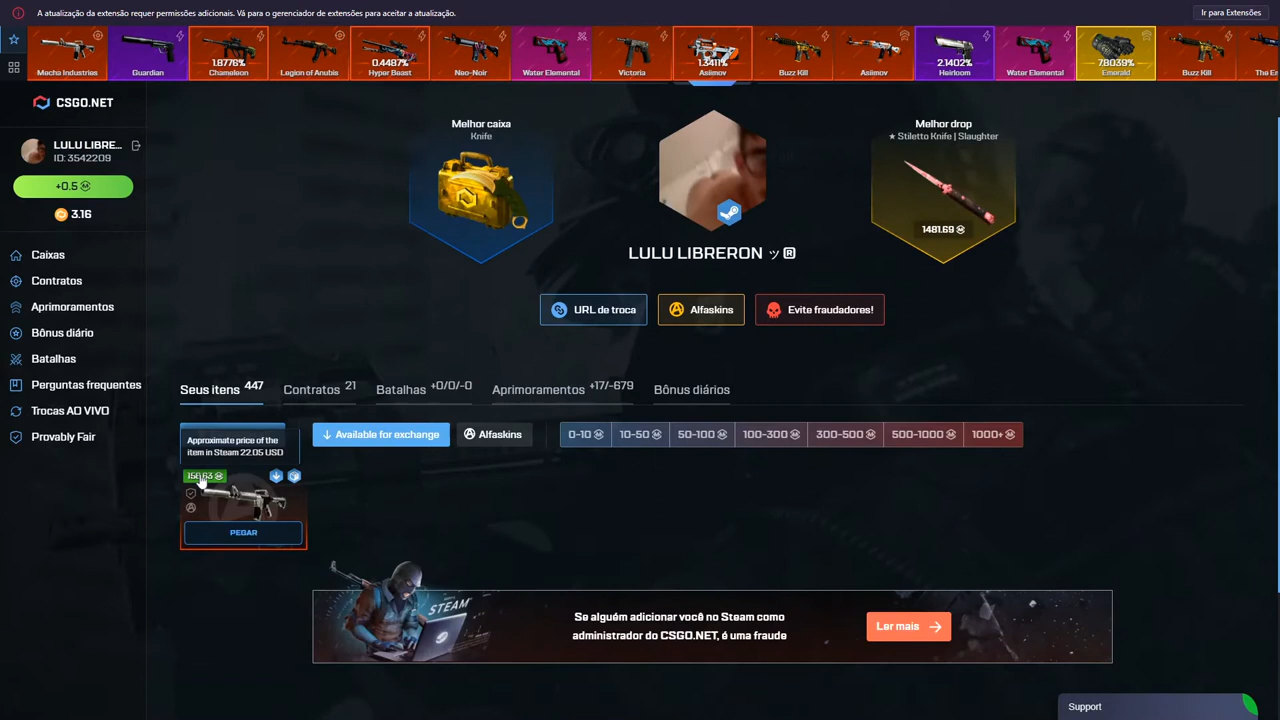 A atualização da extensão requer permissões adicionais. Vá para o gerenciador de extensões para aceitar a atualização.
Ir para Extensões
Mecha Industries
Guardian
1.8776%
Chameleon
Legion of Anubis
0.4487%
Hyper Beast
Neo-Noir
Water Elemental
Victoria
1.3411%
Asiimov
Buzz Kill
Asiimov
2.1402%
Heirloom
Water Elemental
7.8039%
Emerald
Buzz Kill
CSGO.NET
LULU LIBRE...
ID: 3542209
+0.5
3.16
Caixas
Contratos
Aprimoramentos
Bônus diário
Batalhas
Perguntas frequentes
Trocas AO VIVO
Provably Fair
Melhor caixa
Knife
Melhor drop
★ Stiletto Knife | Slaughter
1481.69
LULU LIBRERON ッ®
URL de troca
Alfaskins
Evite fraudadores!
Seus itens 447
Contratos 21
Batalhas +0/0/-0
Aprimoramentos +17/-679
Bônus diários
Approximate price of the
item in Steam 22.05 USD
Available for exchange
Alfaskins
0-10
10-50
50-100
100-300
300-500
500-1000
1000+
PEGAR
STEAM
Se alguém adicionar você no Steam como
administrador do CSGO.NET, é uma fraude
Ler mais
Support